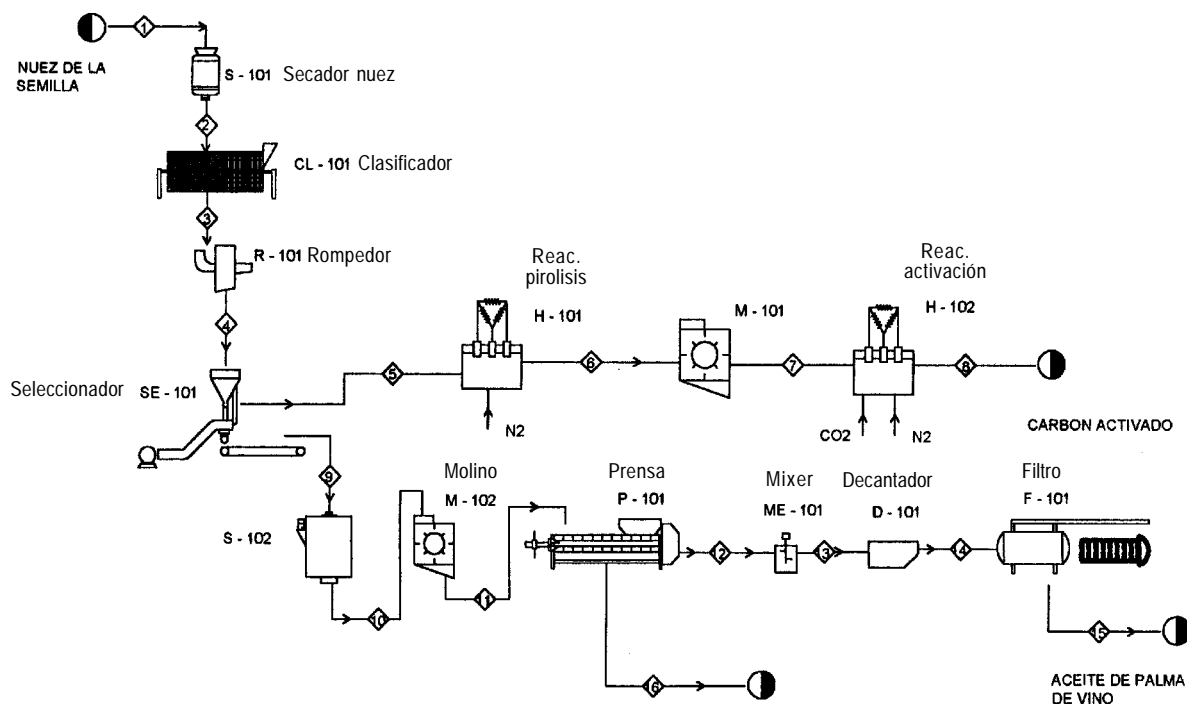 1
NUEZ DE LA
SEMILLA
S - 101 Secador nuez
2
CL - 101 Clasificador
3
R - 101 Rompedor
4
Seleccionador
SE - 101
5
Reac.
pirolisis
H - 101
N2
6
M - 101
7
Reac.
activación
H - 102
CO2
N2
8
CARBON ACTIVADO
9
S - 102
10
Molino
M - 102
11
Prensa
P - 101
2
Mixer
ME - 101
3
Decantador
D - 101
4
Filtro
F - 101
15
ACEITE DE PALMA
DE VINO
16